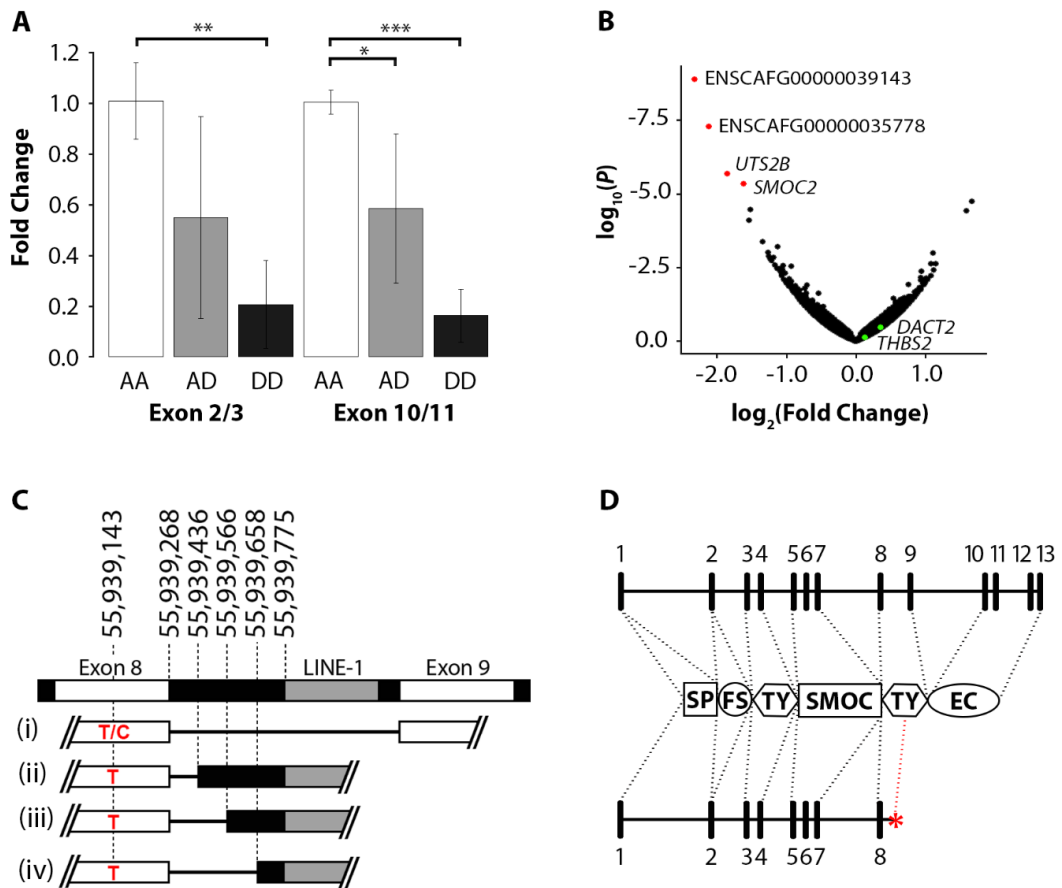 A
** *** *
Fold Change
1.2
1.0
0.8
0.6
0.4
0.2
0.0
AA AD DD AA AD DD
Exon 2/3 Exon 10/11
B
ENSCAFG00000039143
ENSCAFG00000035778
UTS2B
SMOC2
DACT2
THBS2
log10(P)
-7.5
-5.0
-2.5
0.0
-2.0 -1.0 0.0 1.0
log2(Fold Change)
C
55,939,143
55,939,268
55,939,436
55,939,566
55,939,658
55,939,775
Exon 8 LINE-1 Exon 9
(i) T/C
(ii) T
(iii) T
(iv) T
D
1 2 3 4 5 6 7 8 9 10 11 12 13
SP FS TY SMOC TY EC
*
1 2 3 4 5 6 7 8